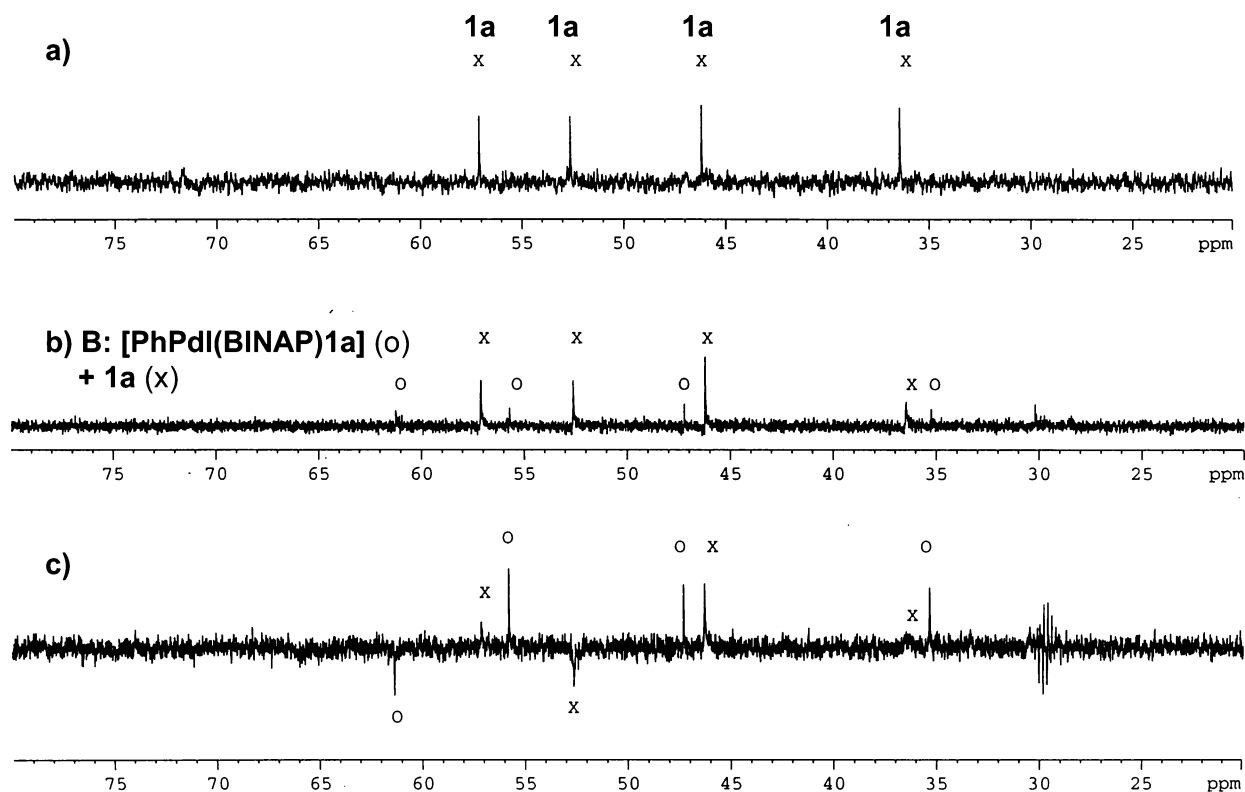 1a 1a 1a 1a
a) x x x x
75 70 65 60 55 50 45 40 35 30 25 ppm
b) B: [PhPdI(BINAP)1a] (o) x x x
+ 1a (x) o o o x o
75 70 65 60 55 50 45 40 35 30 25 ppm
o o x o
c) x x
o x
75 70 65 60 55 50 45 40 35 30 25 ppm